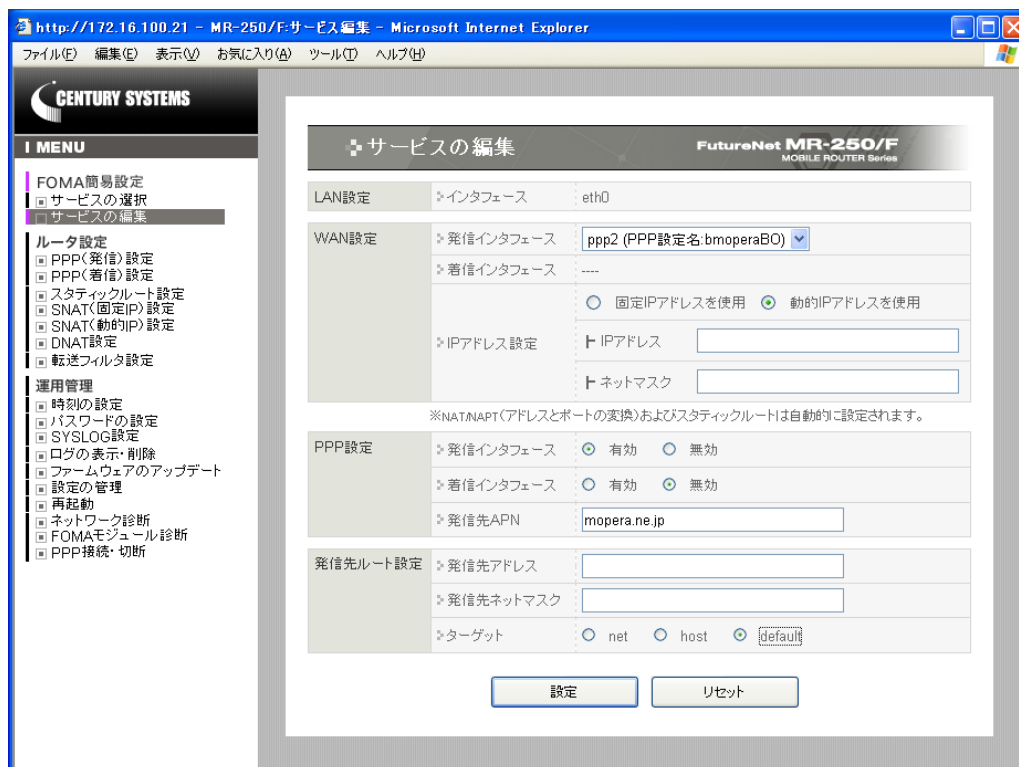 http://172.16.100.21 - MR-250/F:サービス編集 - Microsoft Internet Explorer
ファイル(F) 編集(E) 表示(V) お気に入り(A) ツール(T) ヘルプ(H)
CENTURY SYSTEMS
MENU
FOMA簡易設定
サービスの選択
サービスの編集
ルータ設定
PPP(発信)設定
PPP(着信)設定
スタティックルート設定
SNAT(固定IP)設定
SNAT(動的IP)設定
DNAT設定
転送フィルタ設定
運用管理
時刻の設定
パスワードの設定
SYSLOG設定
ログの表示・削除
ファームウェアのアップデート
設定の管理
再起動
ネットワーク診断
FOMAモジュール診断
PPP接続・切断
サービスの編集
FutureNet MR-250/F
MOBILE ROUTER Series
LAN設定 インタフェース eth0
WAN設定 発信インタフェース ppp2 (PPP設定名:bmoperaBO)
着信インタフェース ----
IPアドレス設定 固定IPアドレスを使用 動的IPアドレスを使用
IPアドレス
ネットマスク
※NAT/NAPT(アドレスとポートの変換)およびスタティックルートは自動的に設定されます。
PPP設定 発信インタフェース 有効 無効
着信インタフェース 有効 無効
発信先APN mopera.ne.jp
発信先ルート設定 発信先アドレス
発信先ネットマスク
ターゲット net host default
設定 リセット